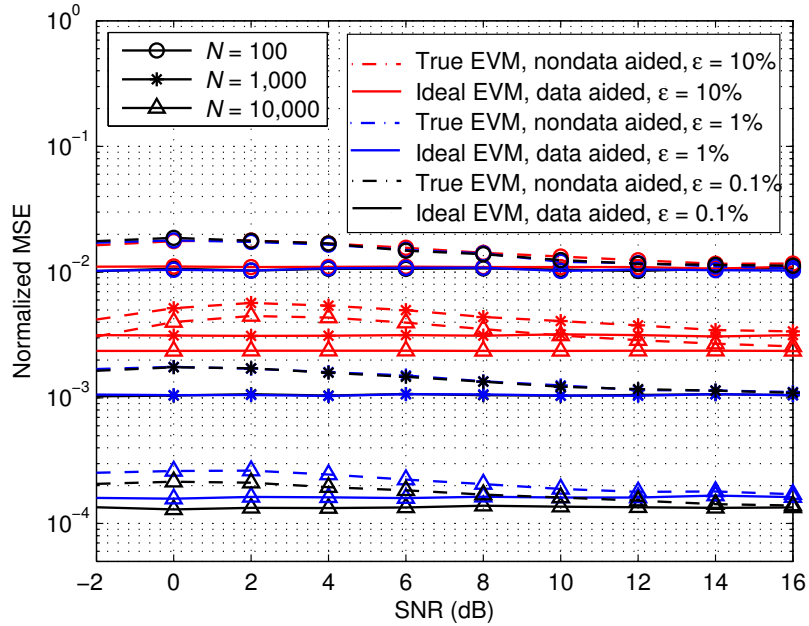 10^0
10^-1
10^-2
10^-3
10^-4
Normalized MSE
N = 100
N = 1,000
N = 10,000
True EVM, nondata aided, ε = 10%
Ideal EVM, data aided, ε = 10%
True EVM, nondata aided, ε = 1%
Ideal EVM, data aided, ε = 1%
True EVM, nondata aided, ε = 0.1%
Ideal EVM, data aided, ε = 0.1%
−2 0 2 4 6 8 10 12 14 16
SNR (dB)